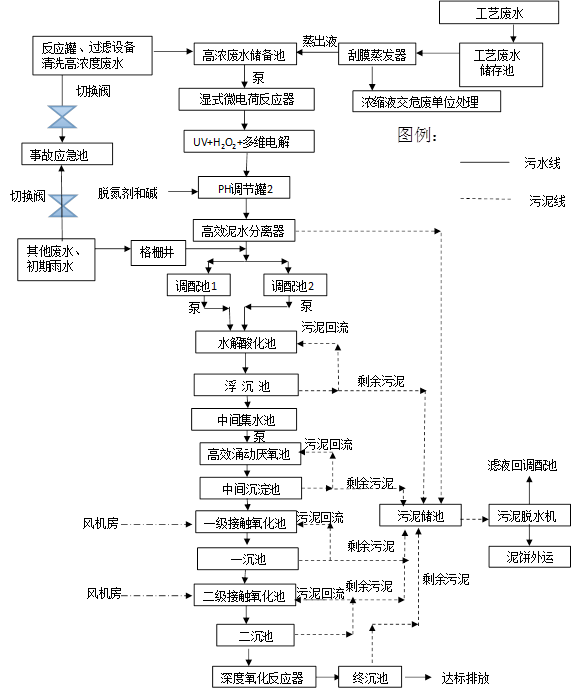 工艺废水
反应罐、过滤设备
清洗高浓度废水
高浓废水储备池
蒸出液
刮膜蒸发器
工艺废水
储存池
泵
切换阀
湿式微电荷反应器
浓缩液交危废单位处理
图例：
UV+H2O2+多维电解
事故应急池
污水线
切换阀
脱氮剂和碱
PH调节罐2
污泥线
高效泥水分离器
其他废水、
初期雨水
格栅井
调配池1
调配池2
泵
泵
污泥回流
水解酸化池
浮 沉 池
剩余污泥
中间集水池
泵
污泥回流
高效涌动厌氧池
滤液回调配池
中间沉淀池
剩余污泥
风机房
一级接触氧化池
污泥回流
污泥储池
污泥脱水机
剩余污泥
一沉池
泥饼外运
剩余污泥
剩余污泥
风机房
二级接触氧化池
污泥回流
二沉池
深度氧化反应器
终沉池
达标排放